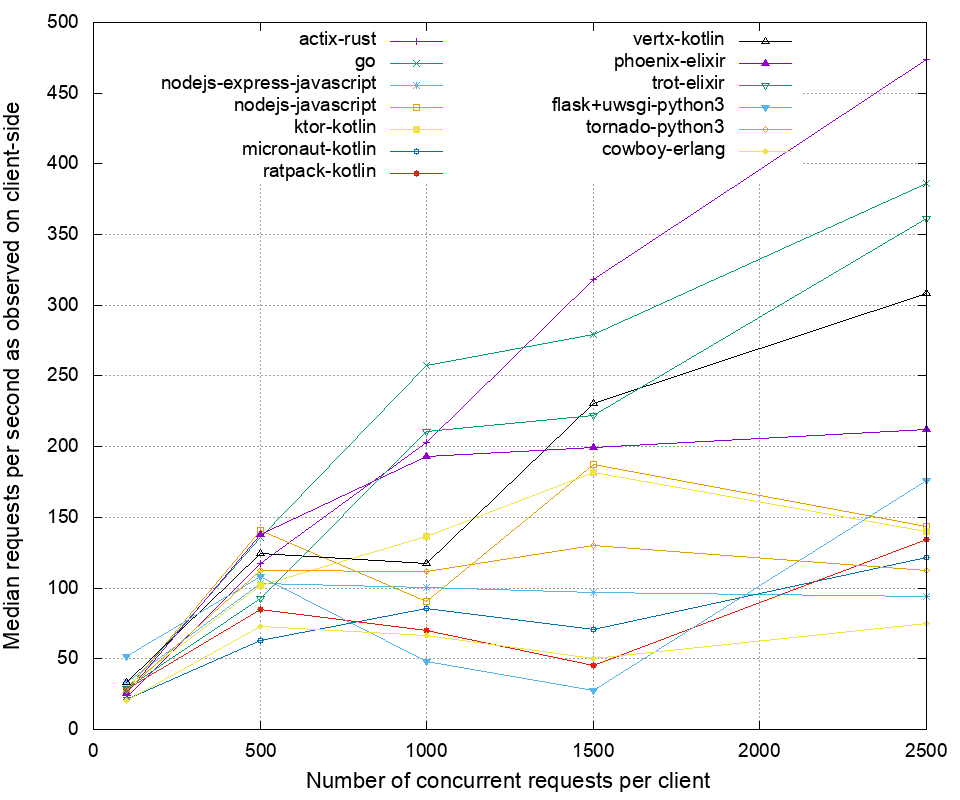 500
450
400
350
300
250
200
150
100
50
0
Median requests per second as observed on client-side
actix-rust
go
nodejs-express-javascript
nodejs-javascript
ktor-kotlin
micronaut-kotlin
ratpack-kotlin
vertx-kotlin
phoenix-elixir
trot-elixir
flask+uwsgi-python3
tornado-python3
cowboy-erlang
0 500 1000 1500 2000 2500
Number of concurrent requests per client